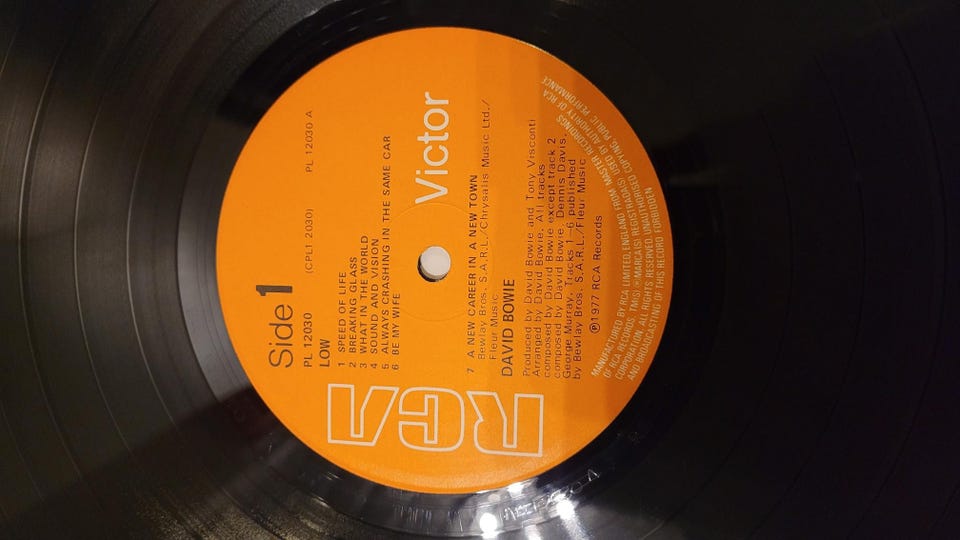 Side 1
PL 12030
(CPL1 2030)
PL 12030 A
LOW
1 SPEED OF LIFE
2 BREAKING GLASS
3 WHAT IN THE WORLD
4 SOUND AND VISION
5 ALWAYS CRASHING IN THE SAME CAR
6 BE MY WIFE
RCA
Victor
7 A NEW CAREER IN A NEW TOWN
Bewlay Bros. S.A.R.L./Chrysalis Music Ltd./
Fleur Music
DAVID BOWIE
Produced by David Bowie and Tony Visconti
Arranged by David Bowie. All tracks
composed by David Bowie except track 2
composed by David Bowie, Dennis Davis,
George Murray. Tracks 1—6 published
by Bewlay Bros. S.A.R.L./Fleur Music
℗1977 RCA Records
MANUFACTURED BY RCA LIMITED, ENGLAND FROM MASTER RECORDINGS
OF RCA RECORDS, TM(S) ® MARCA(S) REGISTRADA(S) USED BY AUTHORITY OF RCA
CORPORATION. ALL RIGHTS RESERVED. UNAUTHORISED COPYING, PUBLIC PERFORMANCE
AND BROADCASTING OF THIS RECORD FORBIDDEN